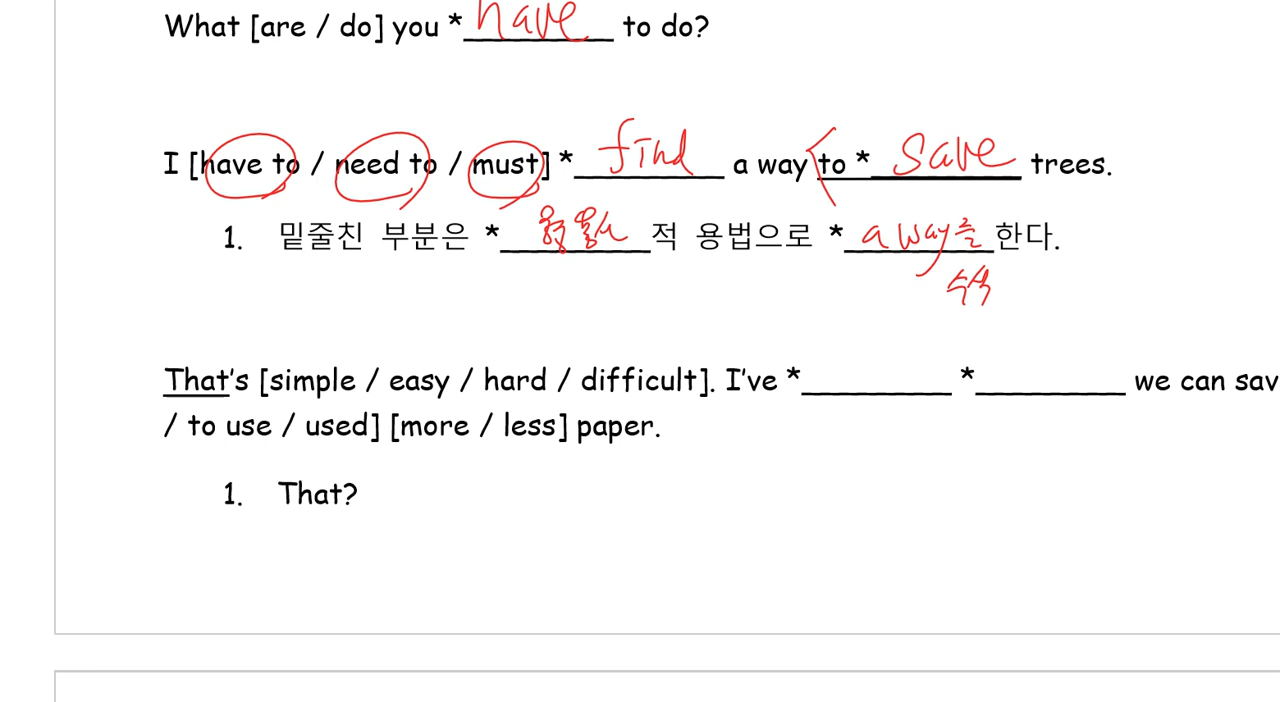 What [are / do] you * have to do?
I [have to / need to / must] * find a way to * save trees.
1. 밑줄친 부분은 * 형용사 적 용법으로 * a way를 한다.
수식
That's [simple / easy / hard / difficult]. I've *__________ *__________ we can sav
/ to use / used] [more / less] paper.
1. That?